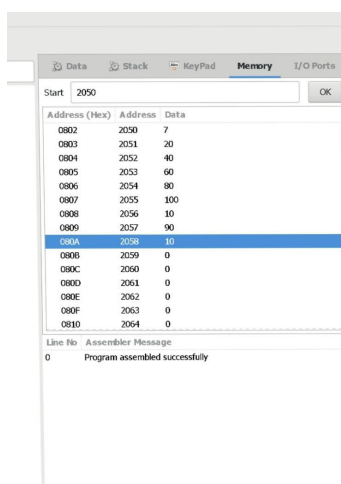 Data Stack KeyPad Memory I/O Ports
Start 2050 OK
Address (Hex) Address Data
0802 2050 7
0803 2051 20
0804 2052 40
0805 2053 60
0806 2054 80
0807 2055 100
0808 2056 10
0809 2057 90
080A 2058 10
080B 2059 0
080C 2060 0
080D 2061 0
080E 2062 0
080F 2063 0
0810 2064 0
Line No Assembler Message
0 Program assembled successfully